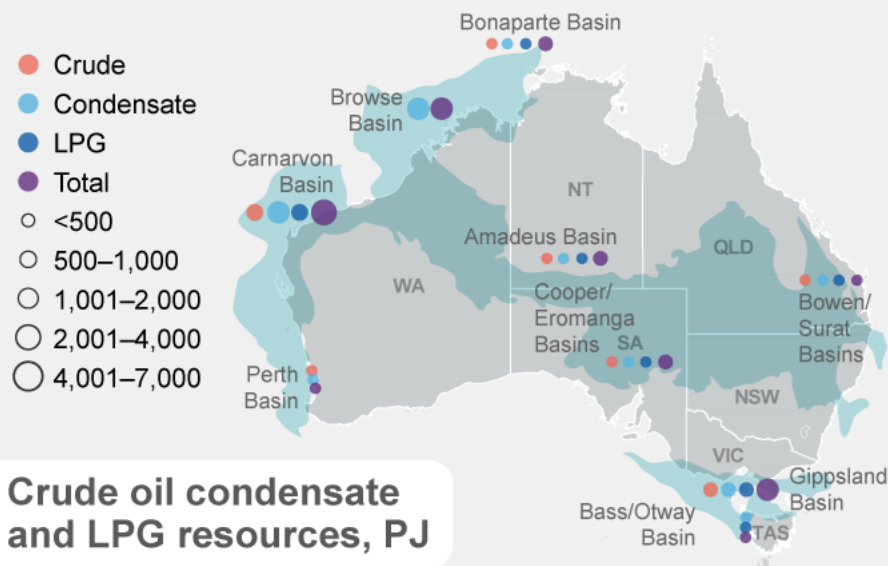 Bonaparte Basin
Crude
Condensate
LPG
Total
<500
500–1,000
1,001–2,000
2,001–4,000
4,001–7,000
Browse
Basin
Carnarvon
Basin
NT
Amadeus Basin
QLD
WA
Cooper/
Eromanga
Basins
SA
Bowen/
Surat
Basins
Perth
Basin
NSW
VIC
Gippsland
Basin
Bass/Otway
Basin
TAS
Crude oil condensate
and LPG resources, PJ